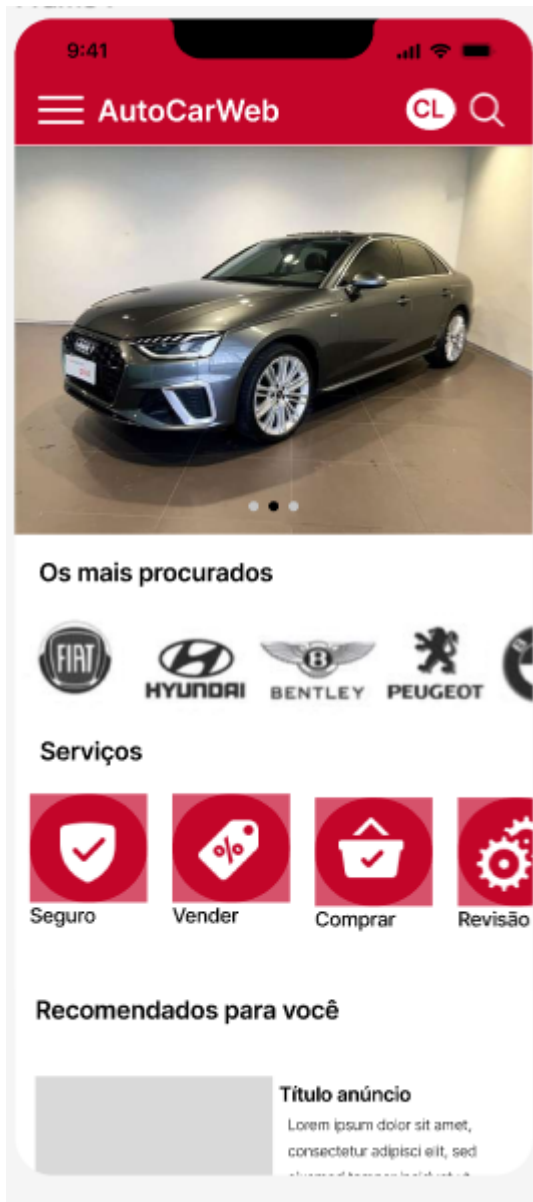 9:41
AutoCarWeb
CL
Os mais procurados
FIAT
HYUNDAI
B
BENTLEY
PEUGEOT
Serviços
%
Seguro
Vender
Comprar
Revisão
Recomendados para você
Título anúncio
Lorem ipsum dolor sit amet,
consectetur adipisci elit, sed